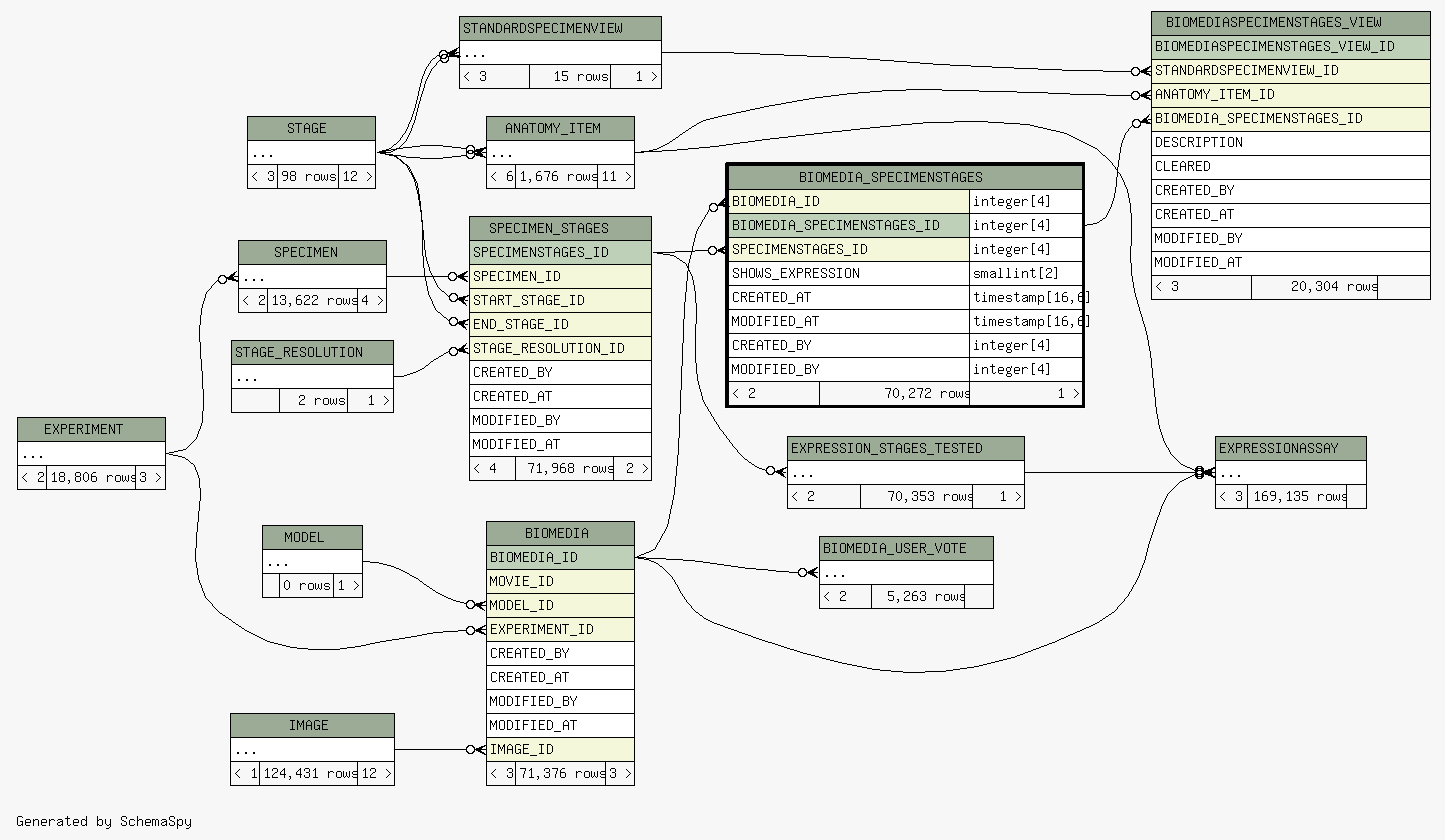 STANDARDSPECIMENVIEW
...
< 3 15 rows 1 >
BIOMEDIASPECIMENSTAGES_VIEW
BIOMEDIASPECIMENSTAGES_VIEW_ID
STANDARDSPECIMENVIEW_ID
ANATOMY_ITEM_ID
BIOMEDIA_SPECIMENSTAGES_ID
DESCRIPTION
CLEARED
CREATED_BY
CREATED_AT
MODIFIED_BY
MODIFIED_AT
< 3 20,304 rows
STAGE
...
< 3 98 rows 12 >
ANATOMY_ITEM
...
< 6 1,676 rows 11 >
BIOMEDIA_SPECIMENSTAGES
BIOMEDIA_ID integer[4]
BIOMEDIA_SPECIMENSTAGES_ID integer[4]
SPECIMENSTAGES_ID integer[4]
SHOWS_EXPRESSION smallint[2]
CREATED_AT timestamp[16,6]
MODIFIED_AT timestamp[16,6]
CREATED_BY integer[4]
MODIFIED_BY integer[4]
< 2 70,272 rows 1 >
SPECIMEN_STAGES
SPECIMENSTAGES_ID
SPECIMEN_ID
START_STAGE_ID
END_STAGE_ID
STAGE_RESOLUTION_ID
CREATED_BY
CREATED_AT
MODIFIED_BY
MODIFIED_AT
< 4 71,968 rows 2 >
SPECIMEN
...
< 2 13,622 rows 4 >
STAGE_RESOLUTION
...
2 rows 1 >
EXPERIMENT
...
< 2 18,806 rows 3 >
EXPRESSION_STAGES_TESTED
...
< 2 70,353 rows 1 >
EXPRESSIONASSAY
...
< 3 169,135 rows
MODEL
...
0 rows 1 >
BIOMEDIA
BIOMEDIA_ID
MOVIE_ID
MODEL_ID
EXPERIMENT_ID
CREATED_BY
CREATED_AT
MODIFIED_BY
MODIFIED_AT
IMAGE_ID
< 3 71,376 rows 3 >
BIOMEDIA_USER_VOTE
...
< 2 5,263 rows
IMAGE
...
< 1 124,431 rows 12 >
Generated by SchemaSpy